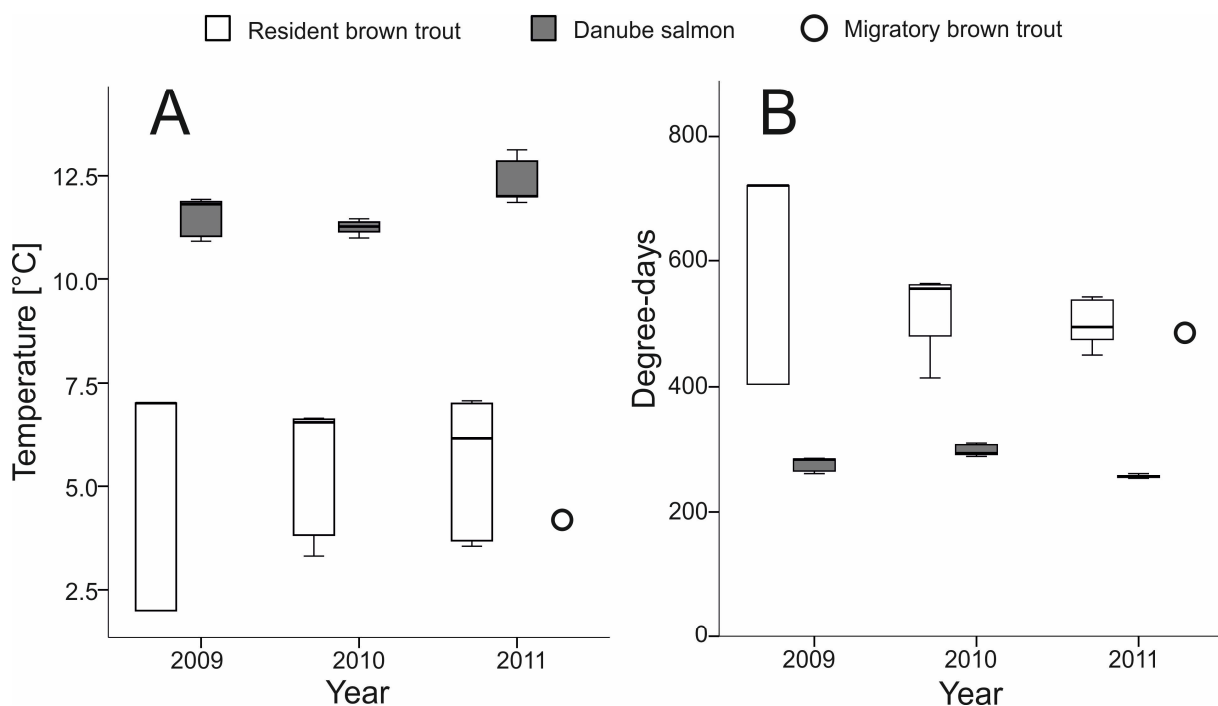 Resident brown trout Danube salmon Migratory brown trout
A
Temperature [°C]
12.5
10.0
7.5
5.0
2.5
2009 2010 2011
Year
B
Degree-days
800
600
400
200
0
2009 2010 2011
Year